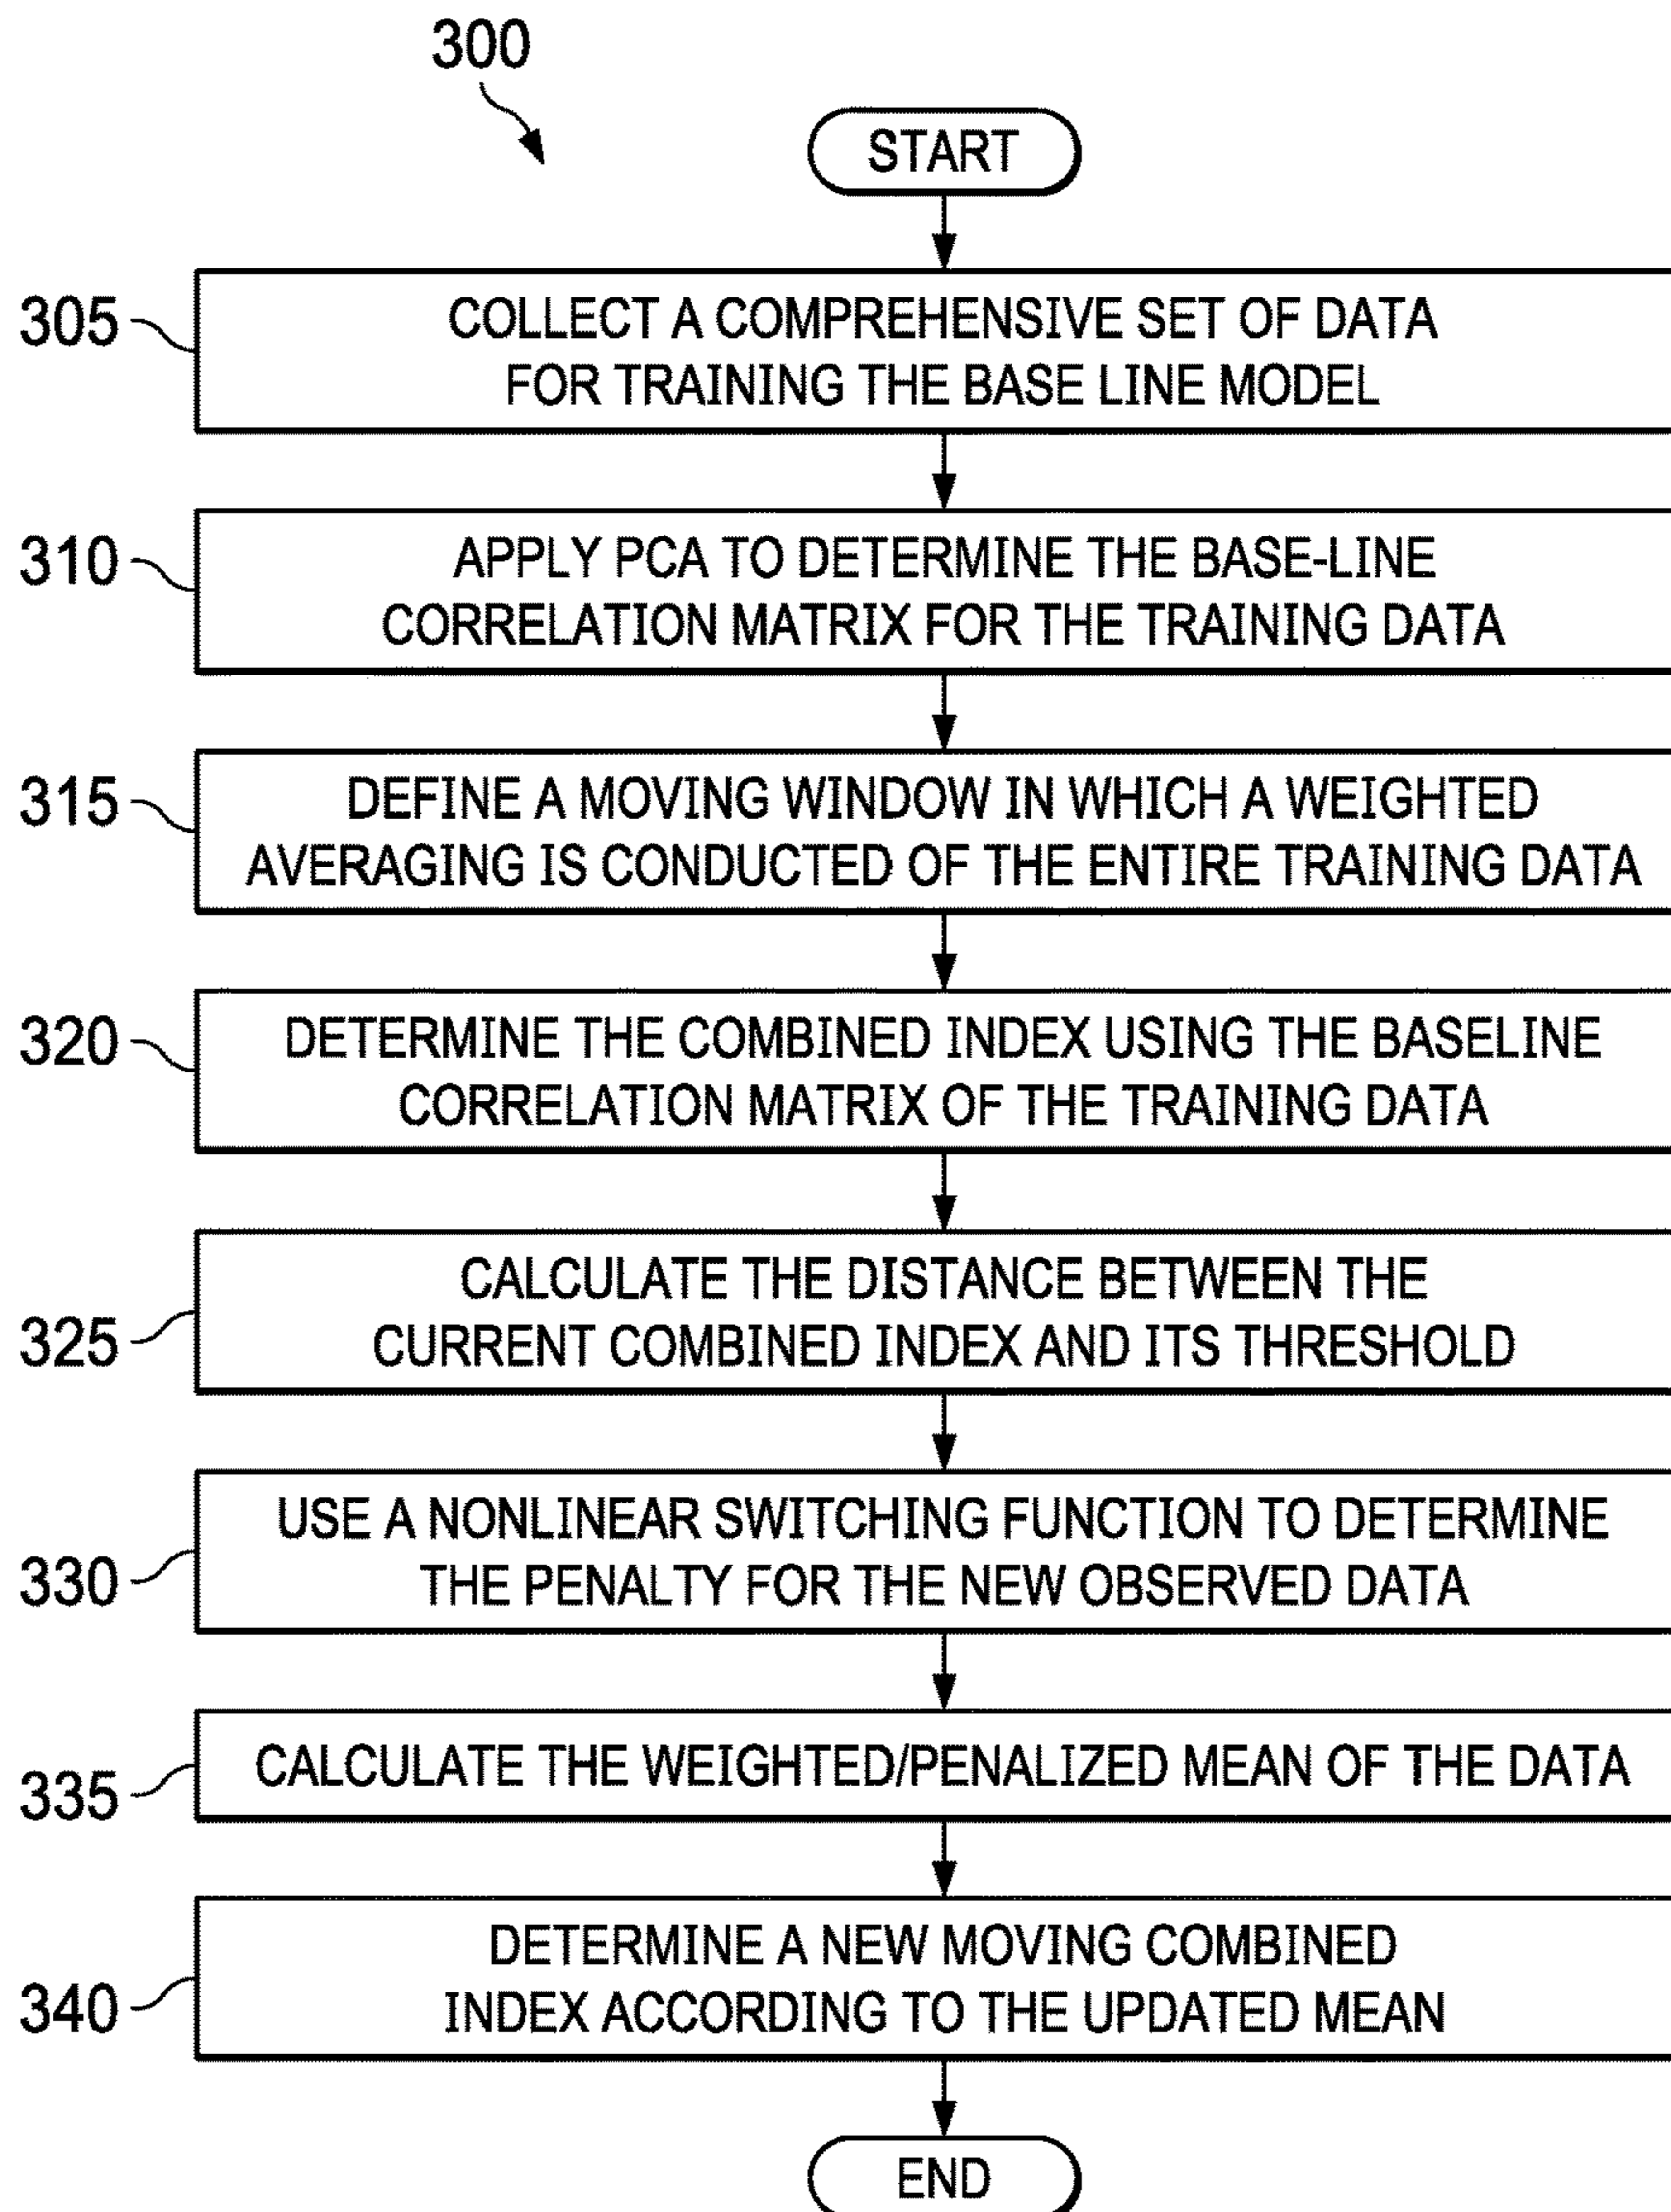 300
START
305
COLLECT A COMPREHENSIVE SET OF DATA
FOR TRAINING THE BASE LINE MODEL
310
APPLY PCA TO DETERMINE THE BASE-LINE
CORRELATION MATRIX FOR THE TRAINING DATA
315
DEFINE A MOVING WINDOW IN WHICH A WEIGHTED
AVERAGING IS CONDUCTED OF THE ENTIRE TRAINING DATA
320
DETERMINE THE COMBINED INDEX USING THE BASELINE
CORRELATION MATRIX OF THE TRAINING DATA
325
CALCULATE THE DISTANCE BETWEEN THE
CURRENT COMBINED INDEX AND ITS THRESHOLD
330
USE A NONLINEAR SWITCHING FUNCTION TO DETERMINE
THE PENALTY FOR THE NEW OBSERVED DATA
335
CALCULATE THE WEIGHTED/PENALIZED MEAN OF THE DATA
340
DETERMINE A NEW MOVING COMBINED
INDEX ACCORDING TO THE UPDATED MEAN
END